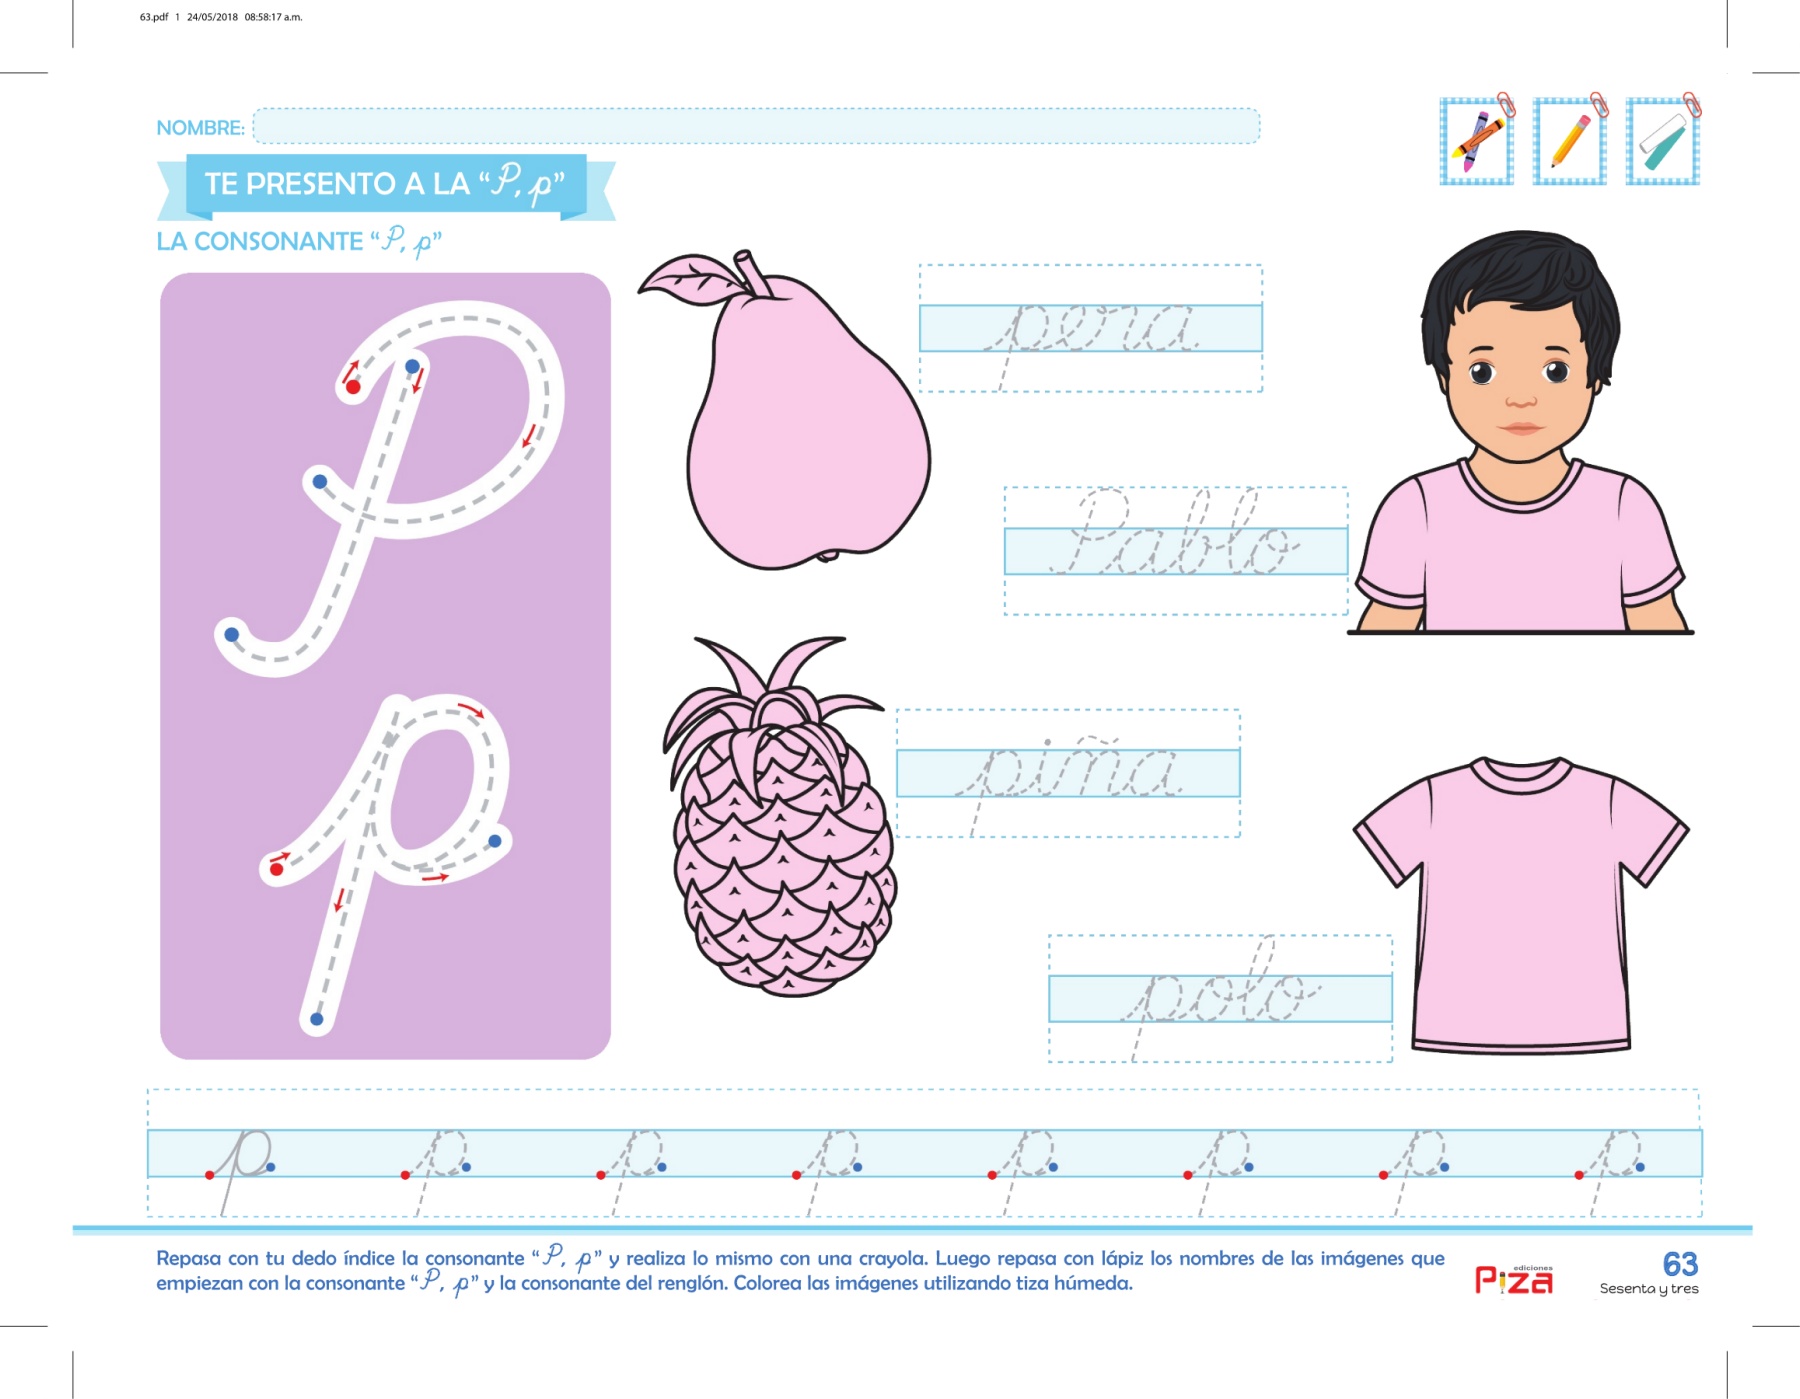 63.pdf 1 24/05/2018 08:58:17 a.m.
NOMBRE:
TE PRESENTO A LA “P, p”
LA CONSONANTE “P, p”
P
p
pera
Pablo
piña
polo
p p p p p p p p
Repasa con tu dedo índice la consonante “P, p” y realiza lo mismo con una crayola. Luego repasa con lápiz los nombres de las imágenes que
empiezan con la consonante “P, p” y la consonante del renglón. Colorea las imágenes utilizando tiza húmeda.
ediciones
Piza
63
Sesenta y tres